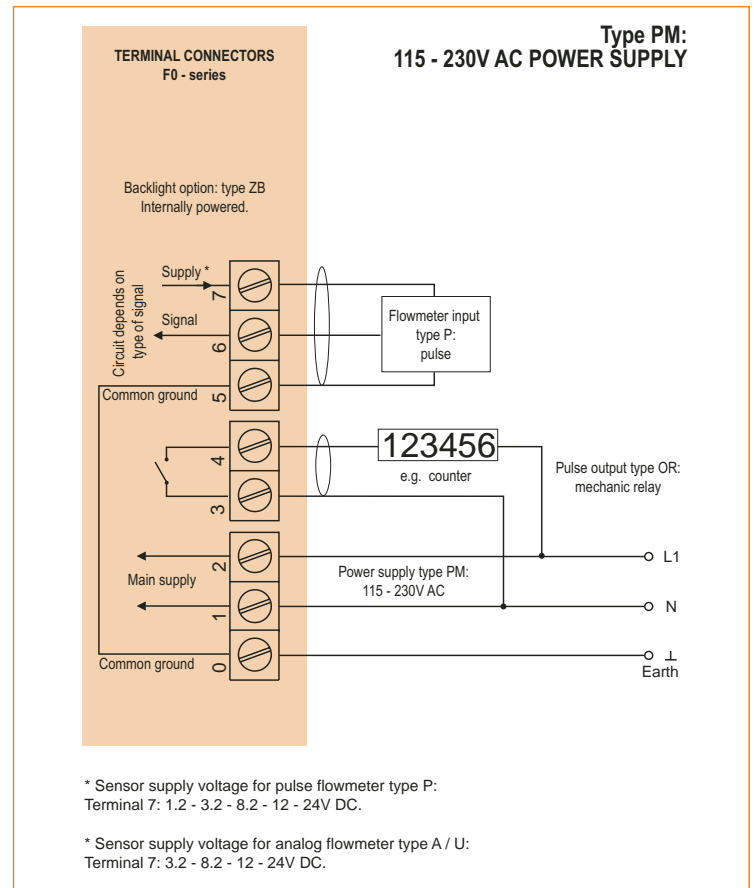 Type PM:
115 - 230V AC POWER SUPPLY
TERMINAL CONNECTORS
F0 - series
Backlight option: type ZB
Internally powered.
Circuit depends on
type of signal
Supply *
7
Signal
6
Common ground
5
Flowmeter input
type P:
pulse
4
3
123456
e.g. counter
Pulse output type OR:
mechanic relay
2
Main supply
1
Power supply type PM:
115 - 230V AC
L1
N
Common ground
0
Earth
* Sensor supply voltage for pulse flowmeter type P:
Terminal 7: 1.2 - 3.2 - 8.2 - 12 - 24V DC.
* Sensor supply voltage for analog flowmeter type A / U:
Terminal 7: 3.2 - 8.2 - 12 - 24V DC.